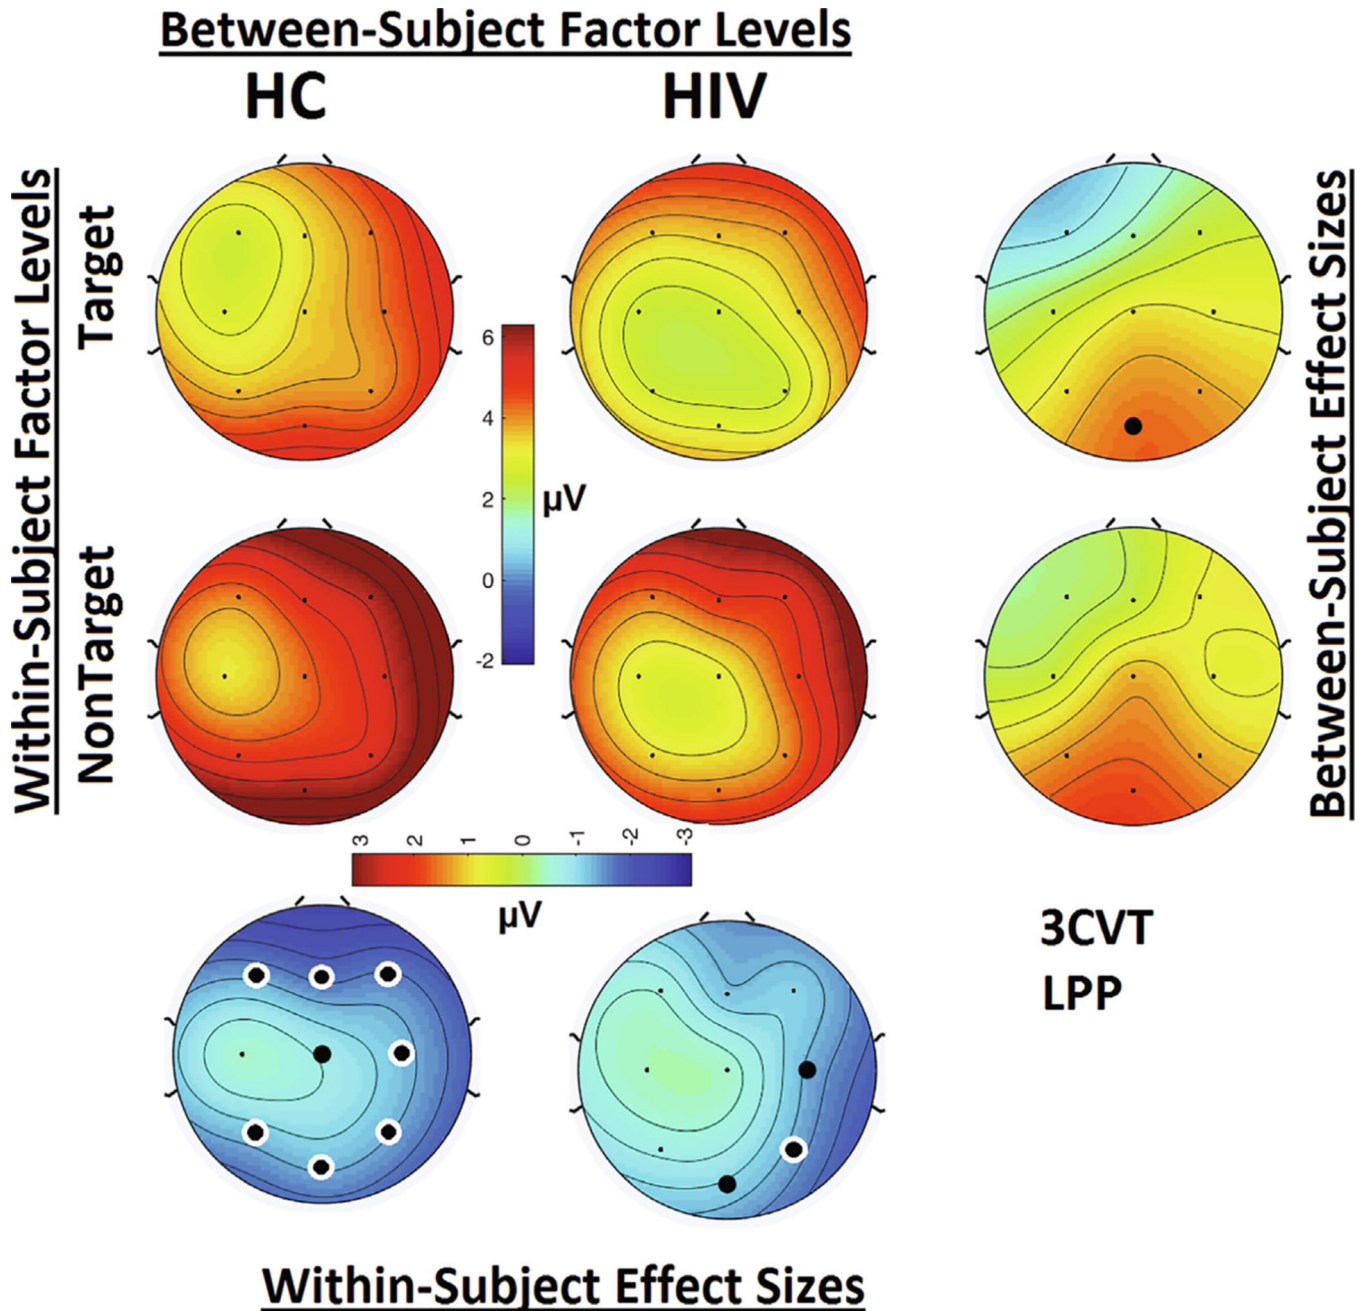 Between-Subject Factor Levels
HC HIV
Within-Subject Factor Levels
Target
NonTarget
Between-Subject Effect Sizes
6
4
2
0
-2
µV
3 2 1 0 -1 -2 -3
µV
3CVT
LPP
Within-Subject Effect Sizes